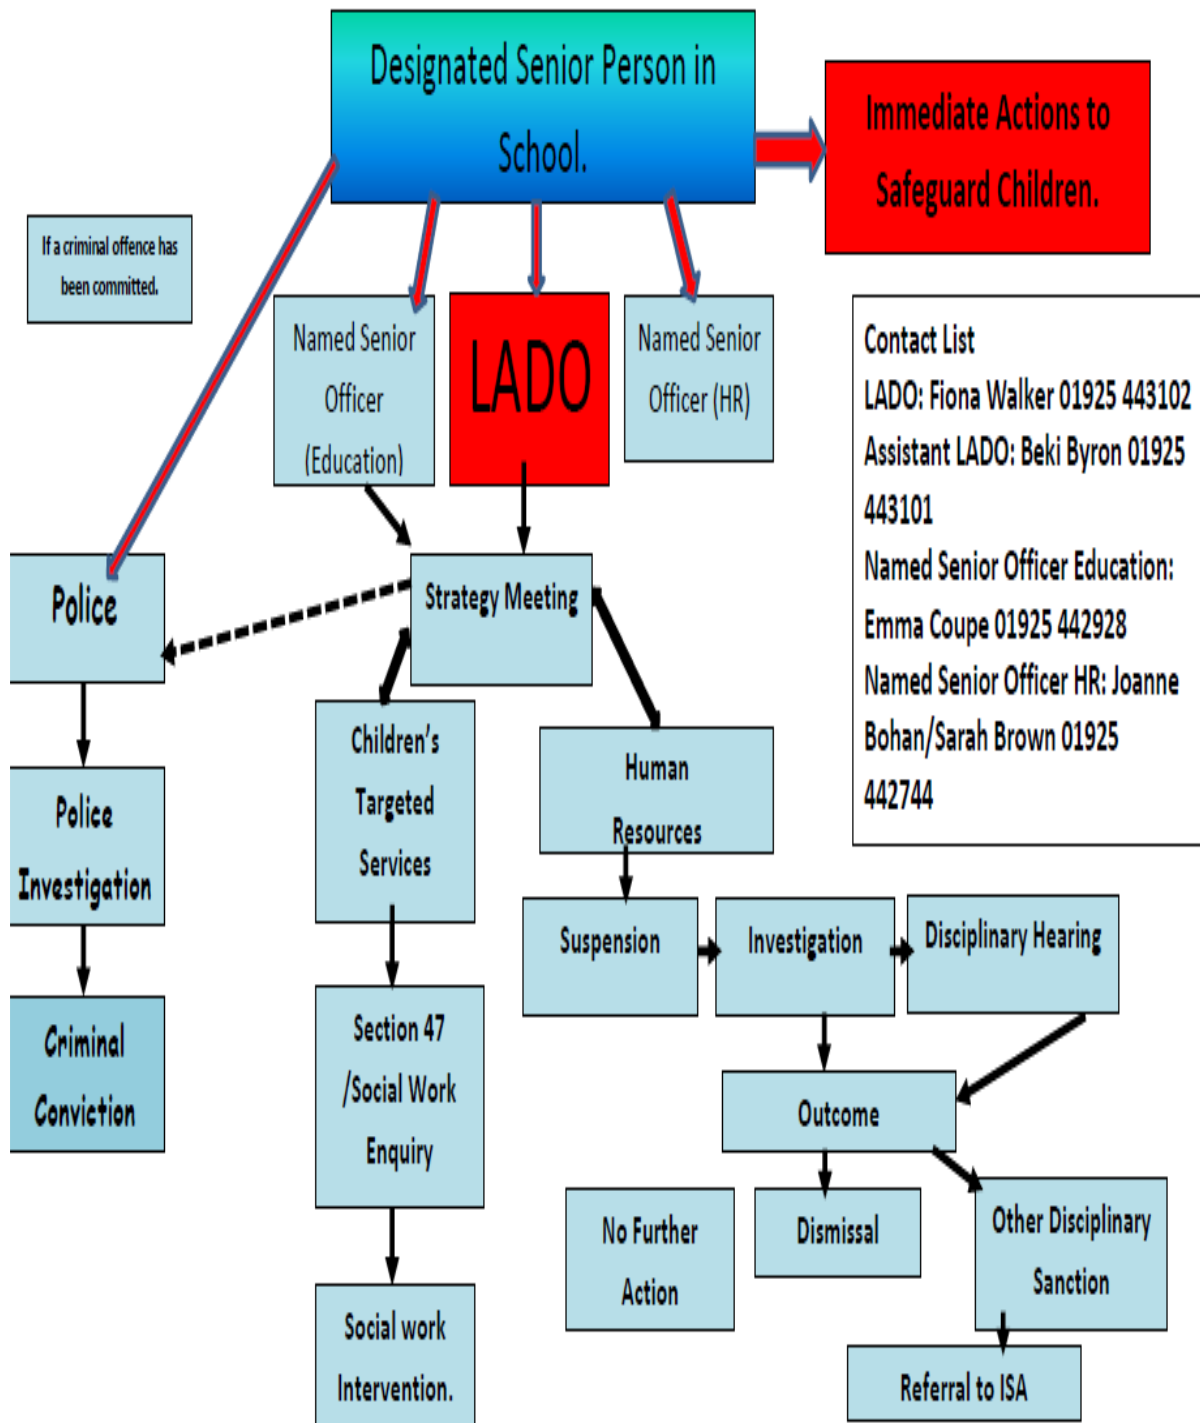 Designated Senior Person in
School.
Immediate Actions to
Safeguard Children.
If a criminal offence has
been committed.
Named Senior
Officer
(Education)
LADO
Named Senior
Officer (HR)
Contact List
LADO: Fiona Walker 01925 443102
Assistant LADO: Beki Byron 01925
443101
Named Senior Officer Education:
Emma Coupe 01925 442928
Named Senior Officer HR: Joanne
Bohan/Sarah Brown 01925
442744
Police
Strategy Meeting
Children's
Targeted
Services
Human
Resources
Police
Investigation
Suspension
Investigation
Disciplinary Hearing
Criminal
Conviction
Section 47
/Social Work
Enquiry
Outcome
No Further
Action
Dismissal
Other Disciplinary
Sanction
Social work
Intervention.
Referral to ISA